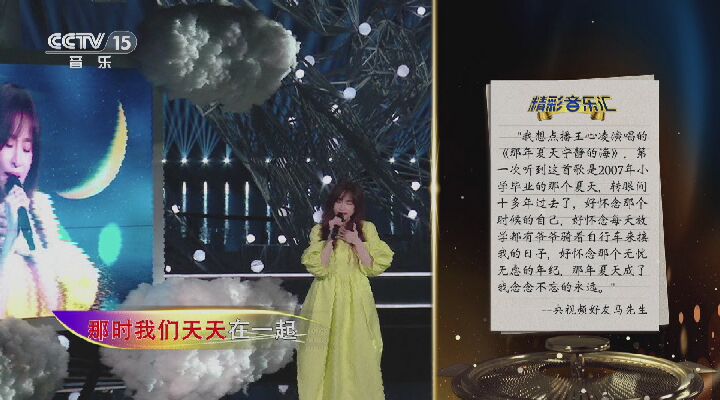 CCTV 15
音乐
精彩音乐汇
"我想点播王心凌演唱的
《那年夏天宁静的海》，第
一次听到这首歌是2007年小
学毕业的那个夏天，转眼间
十多年过去了，好怀念那个
时候的自己，好怀念每天放
学都有爷爷骑着自行车来接
我的日子，好怀念那个无忧
无虑的年纪，那年夏天成了
我念念不忘的永远。"
--央视频好友马先生
那时我们天天在一起